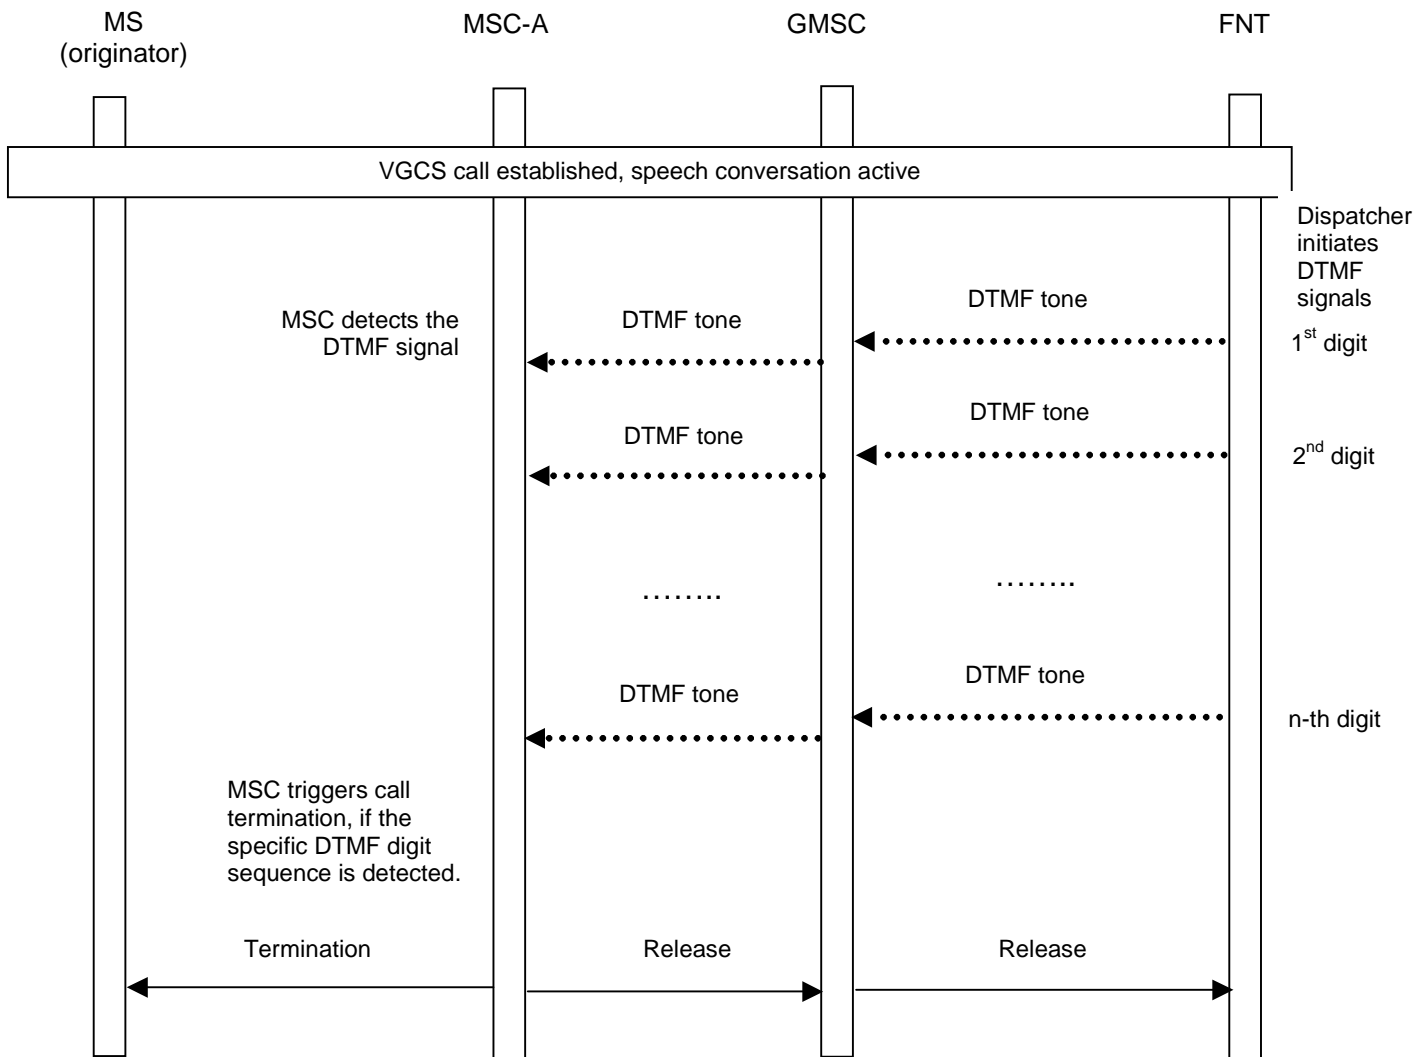 MS
(originator)
MSC-A
GMSC
FNT
VGCS call established, speech conversation active
Dispatcher
initiates
DTMF
signals
MSC detects the
DTMF signal
DTMF tone
DTMF tone
1st digit
DTMF tone
DTMF tone
2nd digit
........
........
DTMF tone
DTMF tone
n-th digit
MSC triggers call
termination, if the
specific DTMF digit
sequence is detected.
Termination
Release
Release